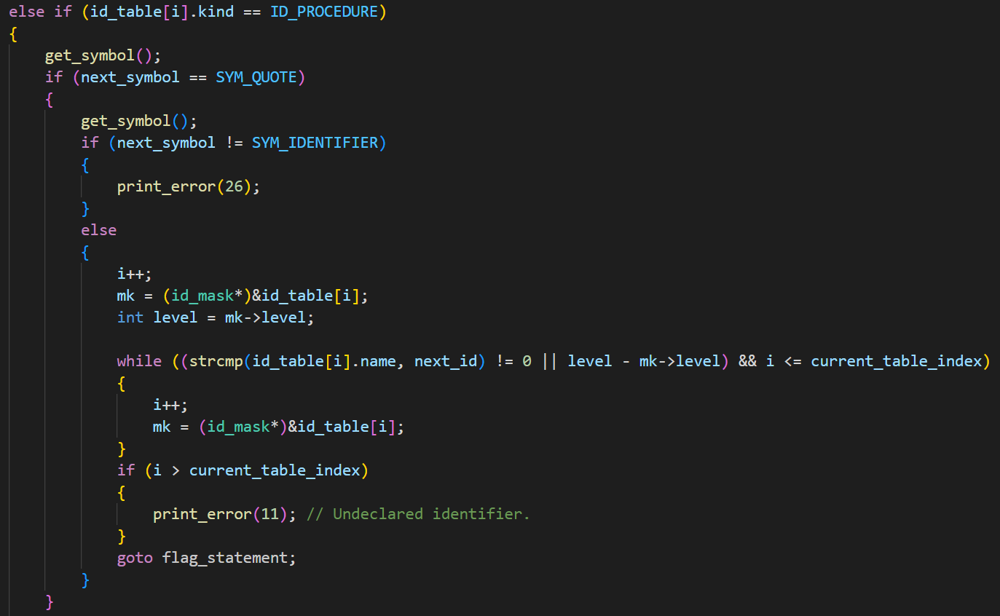 else if (id_table[i].kind == ID_PROCEDURE)
{
    get_symbol();
    if (next_symbol == SYM_QUOTE)
    {
        get_symbol();
        if (next_symbol != SYM_IDENTIFIER)
        {
            print_error(26);
        }
        else
        {
            i++;
            mk = (id_mask*)&id_table[i];
            int level = mk->level;

            while ((strcmp(id_table[i].name, next_id) != 0 || level - mk->level) && i <= current_table_index)
            {
                i++;
                mk = (id_mask*)&id_table[i];
            }
            if (i > current_table_index)
            {
                print_error(11); // Undeclared identifier.
            }
            goto flag_statement;
        }
    }